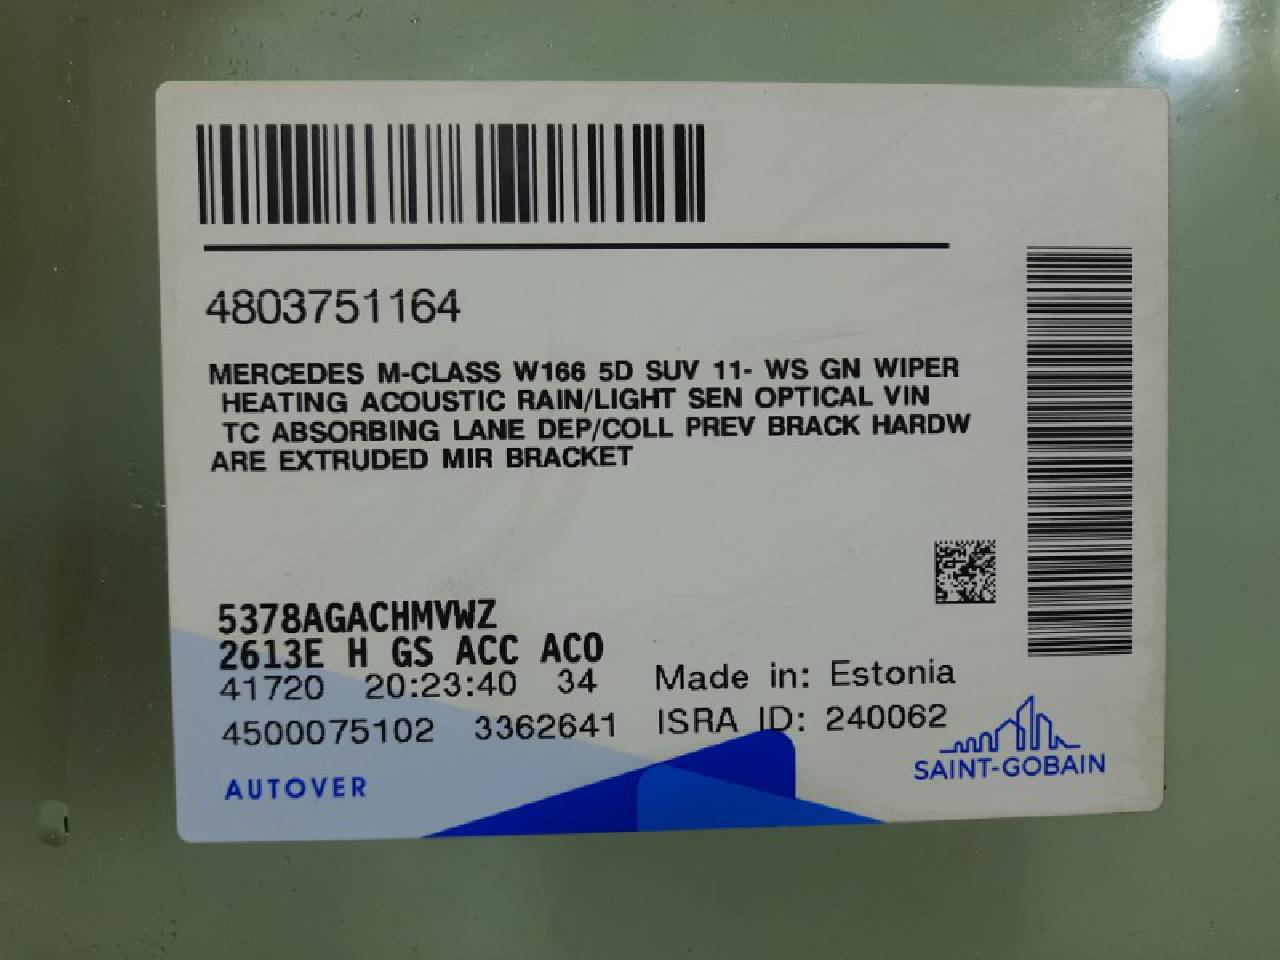 4803751164
MERCEDES M-CLASS W166 5D SUV 11- WS GN WIPER
HEATING ACOUSTIC RAIN/LIGHT SEN OPTICAL VIN
TC ABSORBING LANE DEP/COLL PREV BRACK HARDW
ARE EXTRUDED MIR BRACKET
5378AGACHMVWZ
2613E H GS ACC ACO
41720 20:23:40 34 Made in: Estonia
4500075102 3362641 ISRA ID: 240062
SAINT-GOBAIN
AUTOVER